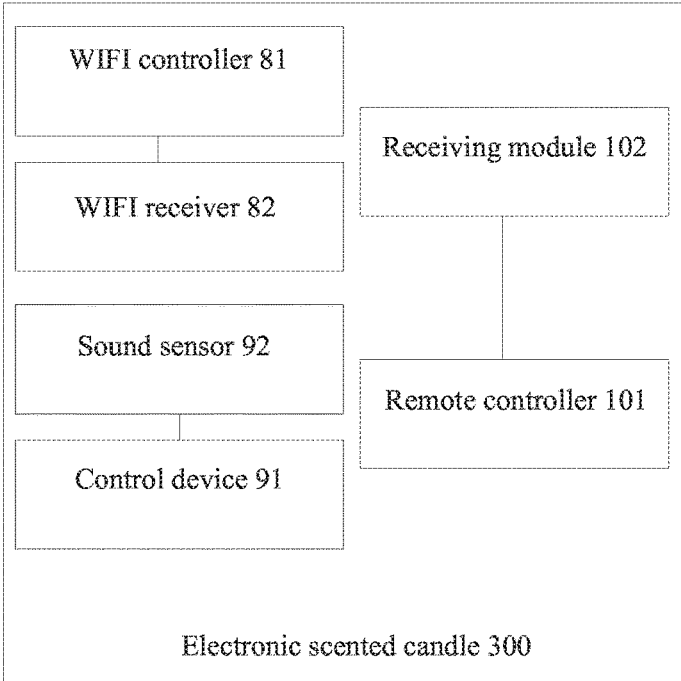 WIFI controller 81
WIFI receiver 82
Sound sensor 92
Control device 91
Receiving module 102
Remote controller 101
Electronic scented candle 300